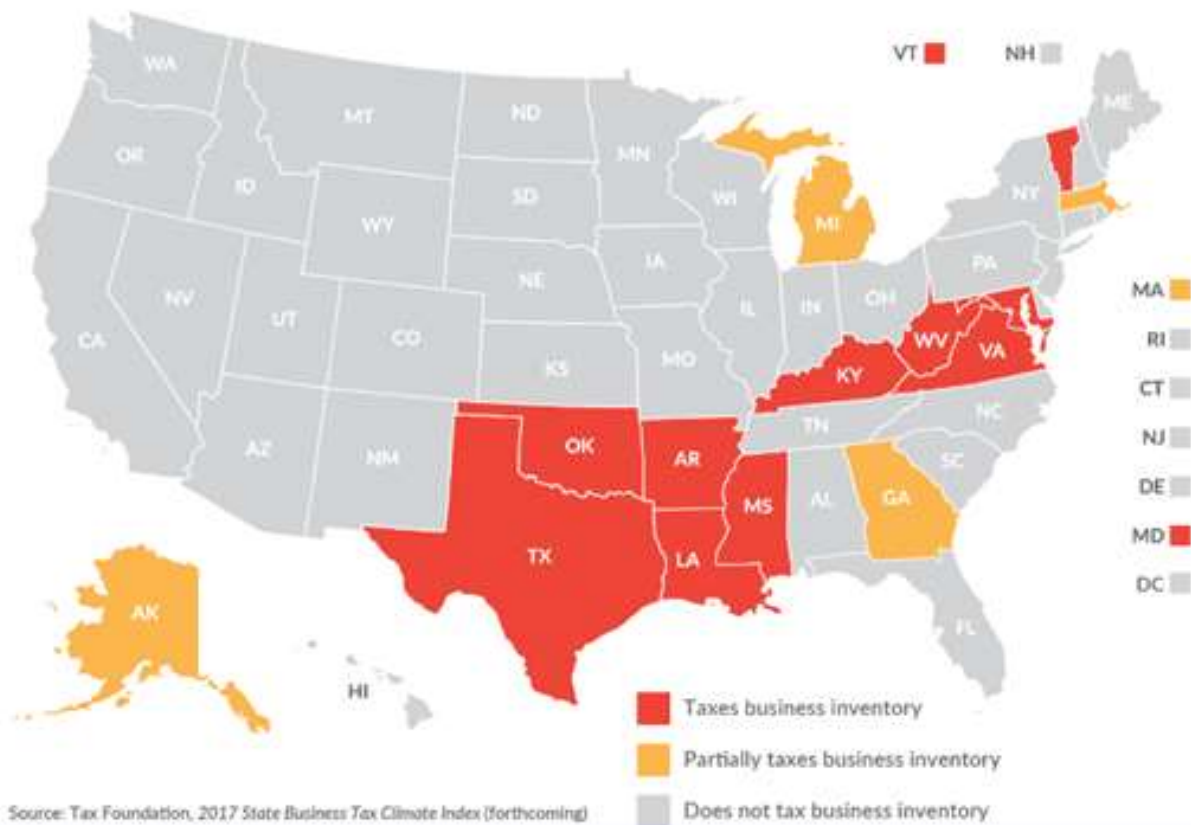 VT
NH
WA
MT
ND
MN
ME
OR
ID
SD
WI
NY
WY
MI
IA
PA
NE
NV
UT
IL
IN
OH
MA
CA
CO
WV
VA
RI
KS
MO
KY
CT
NC
TN
AZ
NM
OK
AR
NJ
SC
MS
AL
GA
DE
TX
LA
MD
DC
AK
FL
HI
Taxes business inventory
Partially taxes business inventory
Does not tax business inventory
Source: Tax Foundation, 2017 State Business Tax Climate Index (forthcoming)